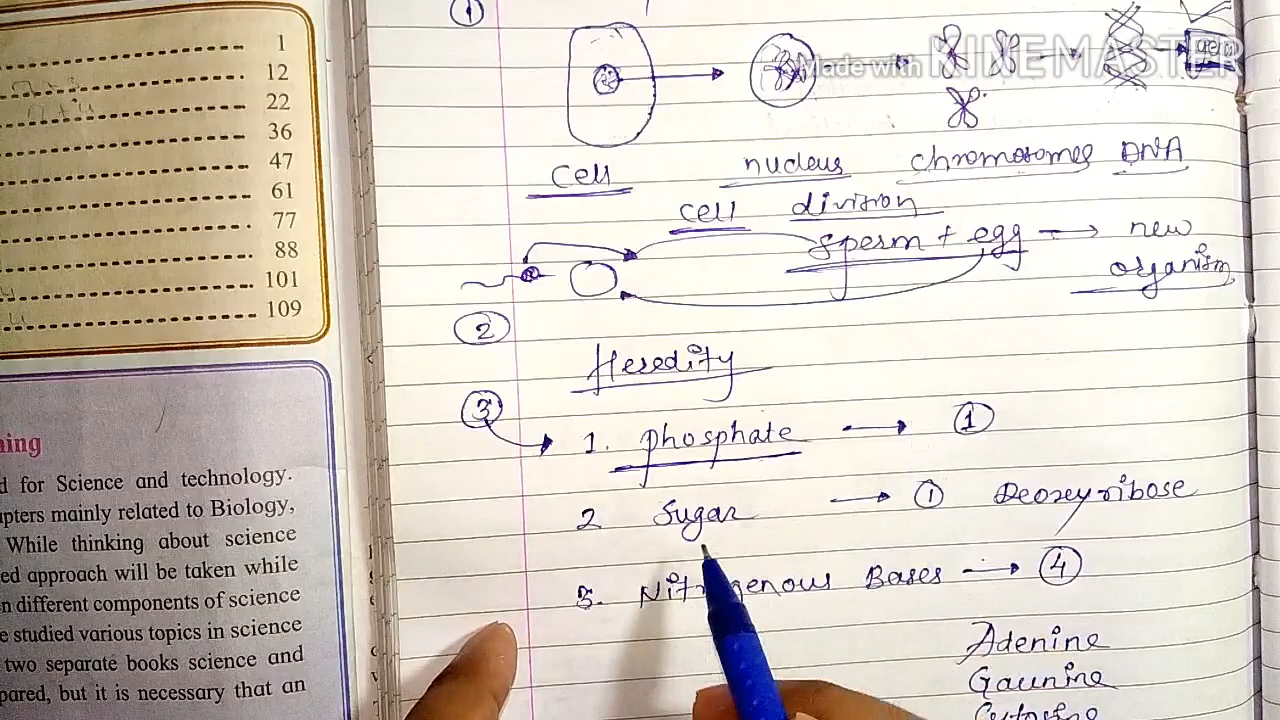 1
12
22
36
47
61
77
88
101
109
ning
d for Science and technology.
apters mainly related to Biology,
While thinking about science
ed approach will be taken while
n different components of science
e studied various topics in science
two separate books science and
pared, but it is necessary that an
1
Made with KINEMASTER
cell nucleus chromosomes DNA
cell division
sperm + egg → new
organism
2
Heredity
3 1. phosphate → 1
2 Sugar → 1 Deoxeyribose
3. Nitrogenous Bases → 4
Adenine
Gaunine